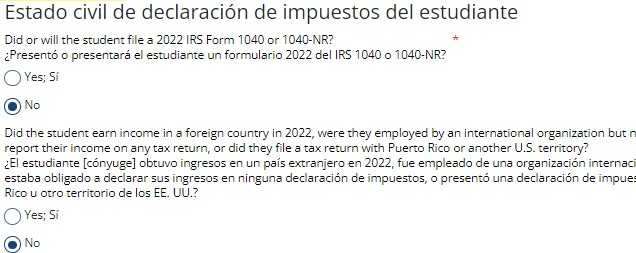 Estado civil de declaración de impuestos del estudiante
Did or will the student file a 2022 IRS Form 1040 or 1040-NR? *
¿Presentó o presentará el estudiante un formulario 2022 del IRS 1040 o 1040-NR?
Yes; Sí
No
Did the student earn income in a foreign country in 2022, were they employed by an international organization but
report their income on any tax return, or did they file a tax return with Puerto Rico or another U.S. territory?
¿El estudiante [cónyuge] obtuvo ingresos en un país extranjero en 2022, fue empleado de una organización
estaba obligado a declarar sus ingresos en ninguna declaración de impuestos, o presentó una declaración de
Rico u otro territorio de los EE. UU.?
Yes; Sí
No